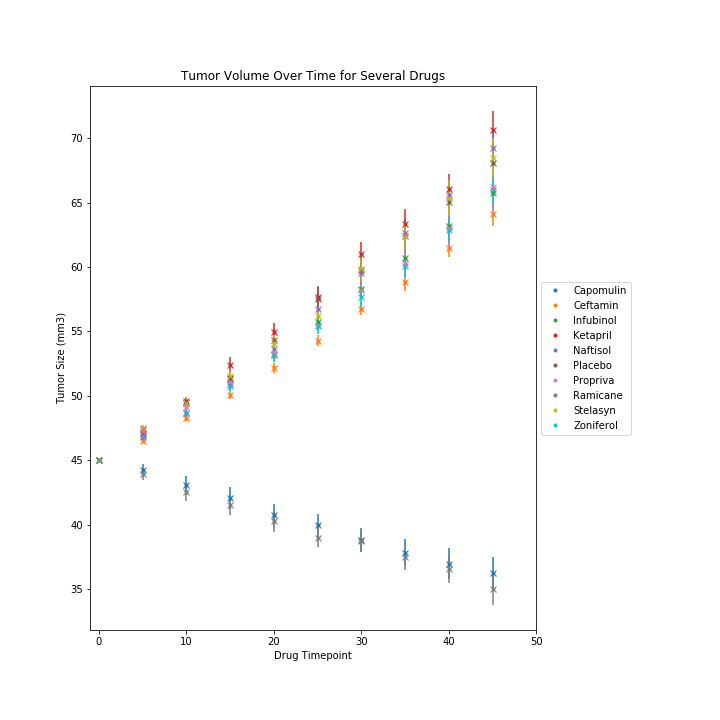 Tumor Volume Over Time for Several Drugs
Tumor Size (mm3)
70
65
60
55
50
45
40
35
0
10
20
30
40
50
Drug Timepoint
Capomulin
Ceftamin
Infubinol
Ketapril
Naftisol
Placebo
Propriva
Ramicane
Stelasyn
Zoniferol